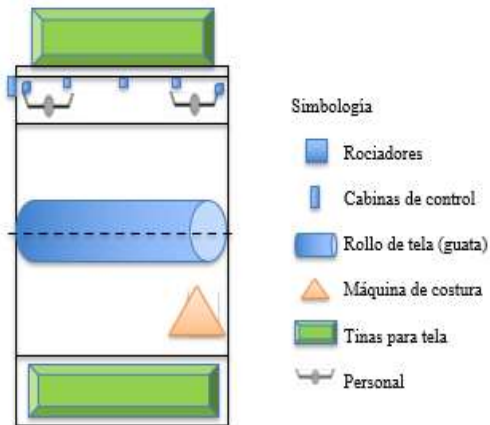 Simbología
Rociadores
Cabinas de control
Rollo de tela (guata)
Máquina de costura
Tinas para tela
Personal